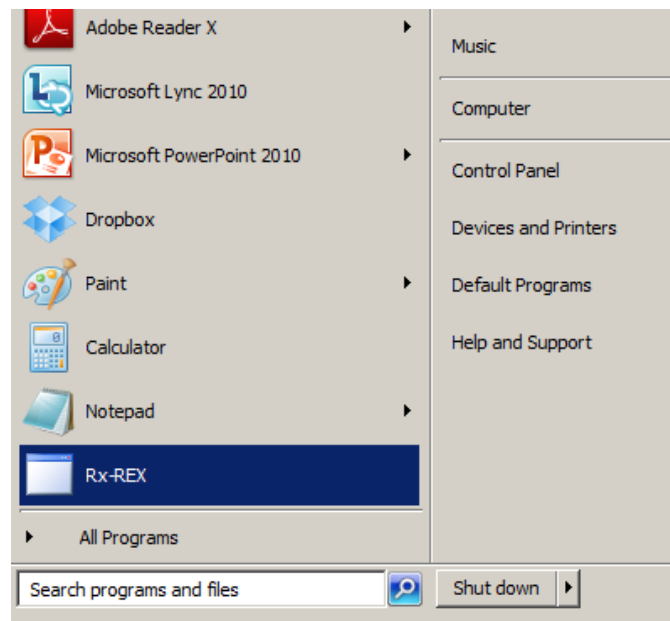 Adobe Reader X
Microsoft Lync 2010
Microsoft PowerPoint 2010
Dropbox
Paint
Calculator
Notepad
Rx-REX
All Programs
Search programs and files
Music
Computer
Control Panel
Devices and Printers
Default Programs
Help and Support
Shut down